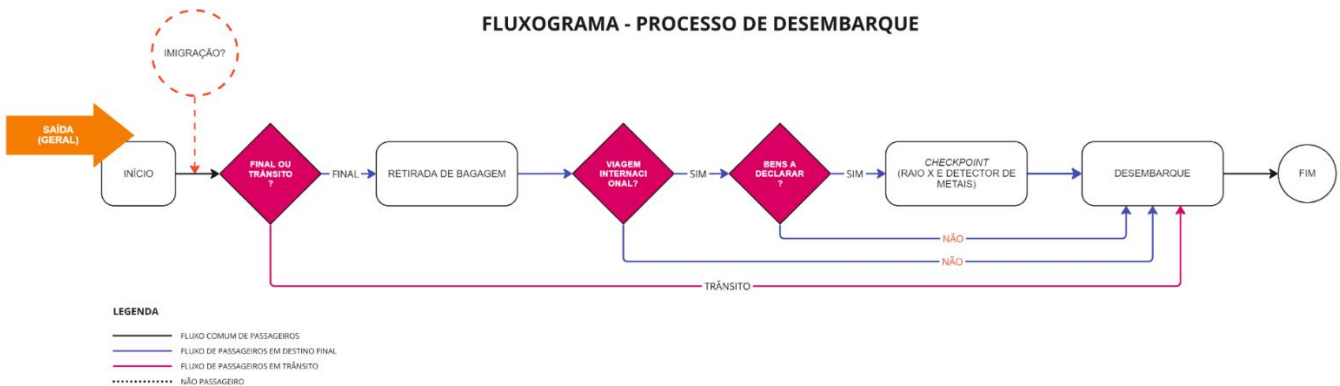 FLUXOGRAMA - PROCESSO DE DESEMBARQUE
IMIGRAÇÃO?
SAÍDA
(GERAL)
INÍCIO
FINAL OU
TRÂNSITO
?
FINAL
RETIRADA DE BAGAGEM
VIAGEM
INTERNACI
ONAL?
SIM
BENS A
DECLARAR
?
SIM
CHECKPOINT
(RAIO X E DETECTOR DE
METAIS)
DESEMBARQUE
FIM
NÃO
NÃO
TRÂNSITO
LEGENDA
FLUXO COMUM DE PASSAGEIROS
FLUXO DE PASSAGEIROS EM DESTINO FINAL
FLUXO DE PASSAGEIROS EM TRÂNSITO
NÃO PASSAGEIRO